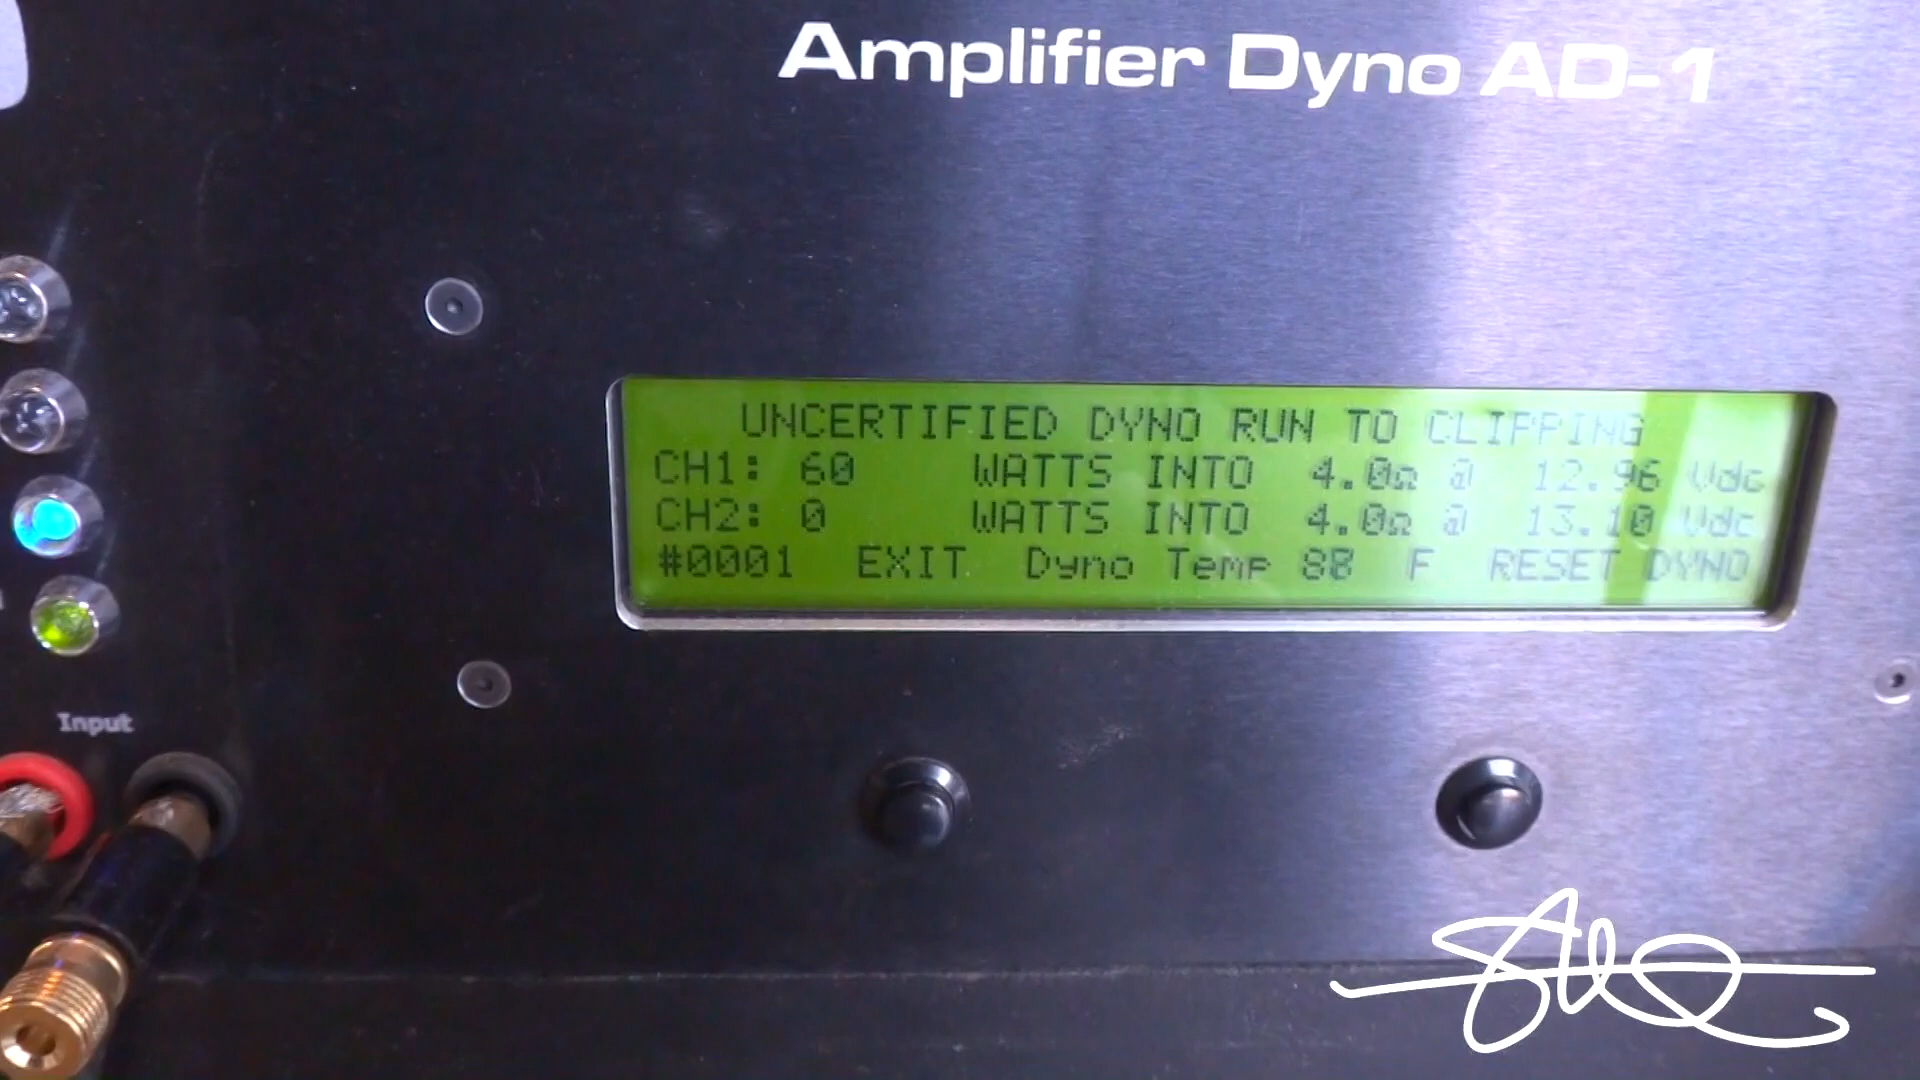 Amplifier Dyno AD-1
UNCERTIFIED DYNO RUN TO CLIPPING
CH1: 60 WATTS INTO 4.0Ω @ 12.96 Vdc
CH2: 0 WATTS INTO 4.0Ω @ 13.10 Vdc
#0001 EXIT Dyno Temp 88 F RESET DYNO
Input